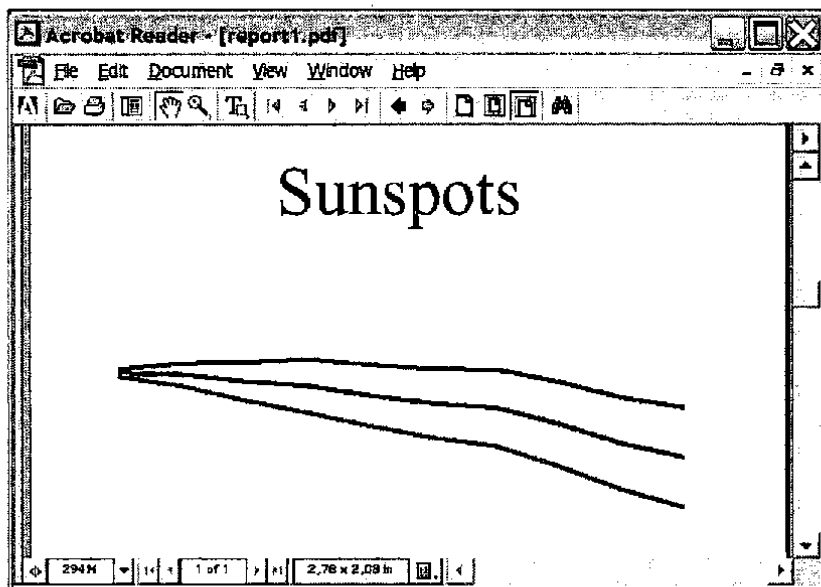 Acrobat Reader - [report1.pdf]
File Edit Document View Window Help
Sunspots
294% 1 of 1 2,78 x 2,08 in